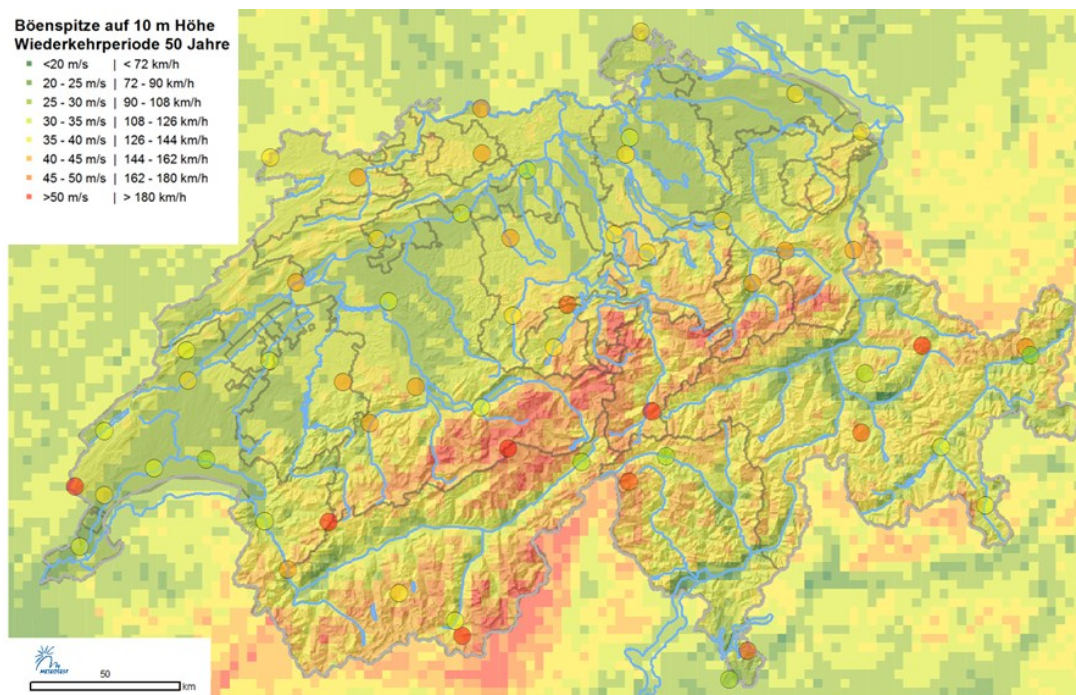 Böenspitze auf 10 m Höhe
Wiederkehrperiode 50 Jahre
<20 m/s | < 72 km/h
20 - 25 m/s | 72 - 90 km/h
25 - 30 m/s | 90 - 108 km/h
30 - 35 m/s | 108 - 126 km/h
35 - 40 m/s | 126 - 144 km/h
40 - 45 m/s | 144 - 162 km/h
45 - 50 m/s | 162 - 180 km/h
>50 m/s | > 180 km/h
50
km